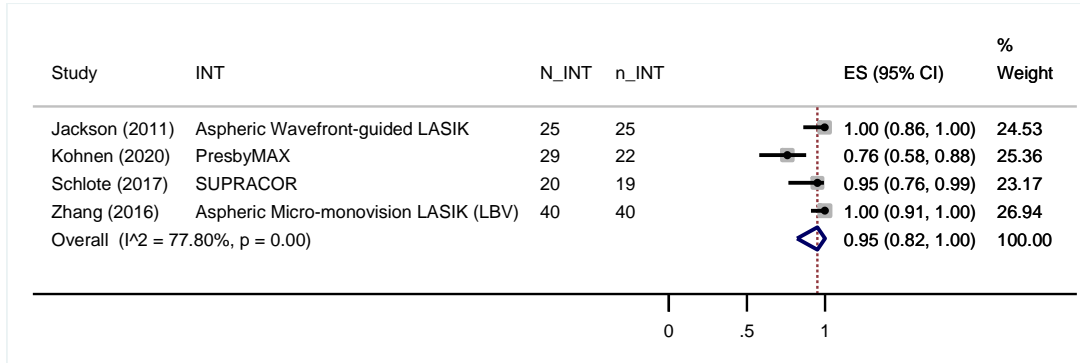 %
Study INT N_INT n_INT ES (95% CI) Weight
Jackson (2011) Aspheric Wavefront-guided LASIK 25 25 1.00 (0.86, 1.00) 24.53
Kohnen (2020) PresbyMAX 29 22 0.76 (0.58, 0.88) 25.36
Schlote (2017) SUPRACOR 20 19 0.95 (0.76, 0.99) 23.17
Zhang (2016) Aspheric Micro-monovision LASIK (LBV) 40 40 1.00 (0.91, 1.00) 26.94
Overall (I^2 = 77.80%, p = 0.00) 0.95 (0.82, 1.00) 100.00
0 .5 1